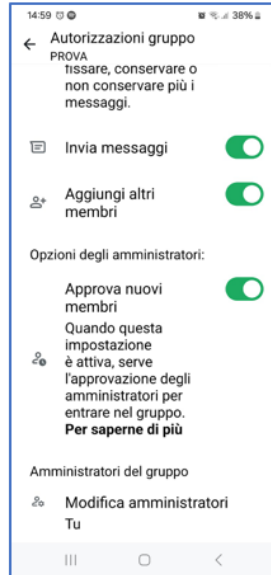 14:59
38%
Autorizzazioni gruppo
PROVA
fissare, conservare o
non conservare più i
messaggi.
Invia messaggi
Aggiungi altri
membri
Opzioni degli amministratori:
Approva nuovi
membri
Quando questa
impostazione
è attiva, serve
l'approvazione degli
amministratori per
entrare nel gruppo.
Per saperne di più
Amministratori del gruppo
Modifica amministratori
Tu